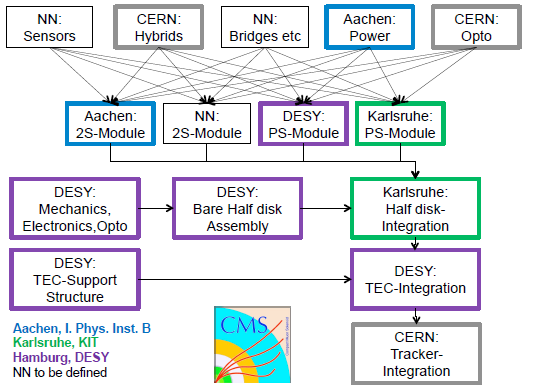 NN:
Sensors
CERN:
Hybrids
NN:
Bridges etc
Aachen:
Power
CERN:
Opto
Aachen:
2S-Module
NN:
2S-Module
DESY:
PS-Module
Karlsruhe:
PS-Module
DESY:
Mechanics,
Electronics,Opto
DESY:
Bare Half disk
Assembly
Karlsruhe:
Half disk-
Integration
DESY:
TEC-Support
Structure
DESY:
TEC-Integration
Aachen, I. Phys. Inst. B
Karlsruhe, KIT
Hamburg, DESY
NN to be defined
CMS
CERN:
Tracker-
Integration